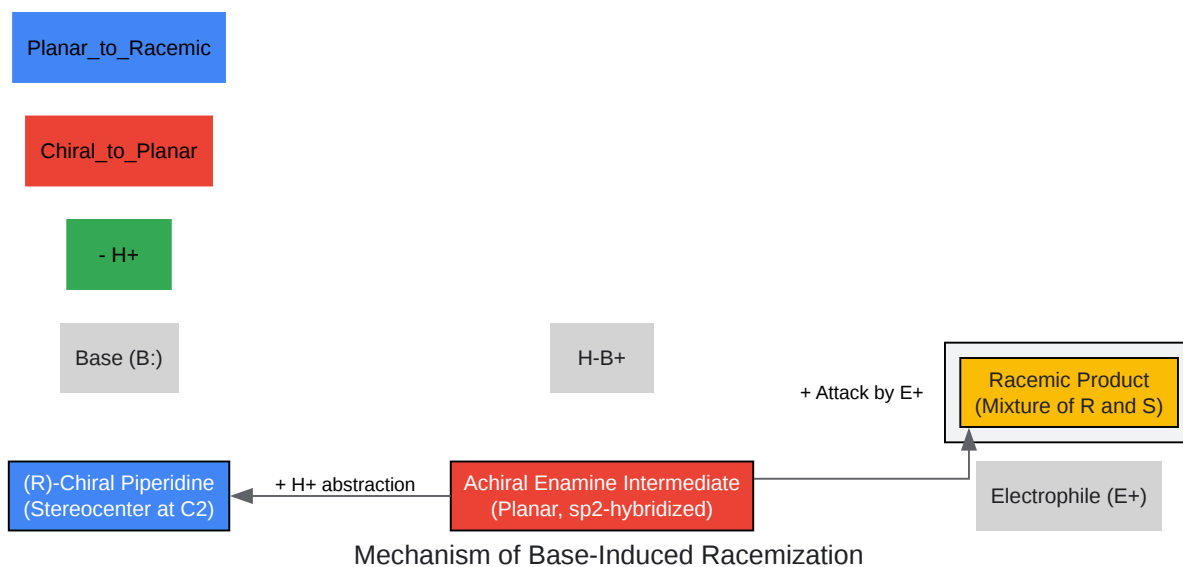 Planar_to_Racemic
Chiral_to_Planar
- H+
Base (B:)
H-B+
+ Attack by E+
Racemic Product
(Mixture of R and S)
(R)-Chiral Piperidine
(Stereocenter at C2)
+ H+ abstraction
Achiral Enamine Intermediate
(Planar, sp2-hybridized)
Electrophile (E+)
Mechanism of Base-Induced Racemization